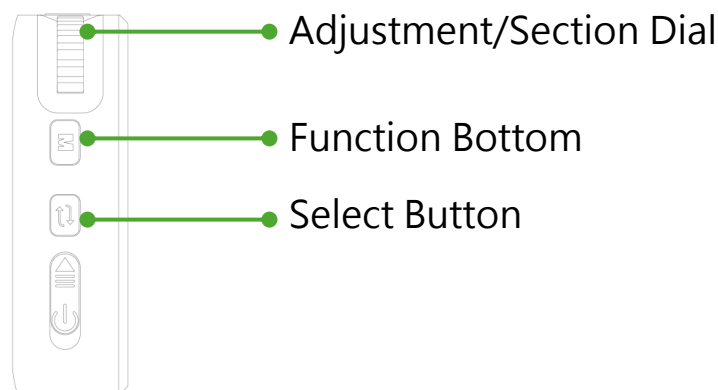 Adjustment/Section Dial
M
Function Bottom
Select Button